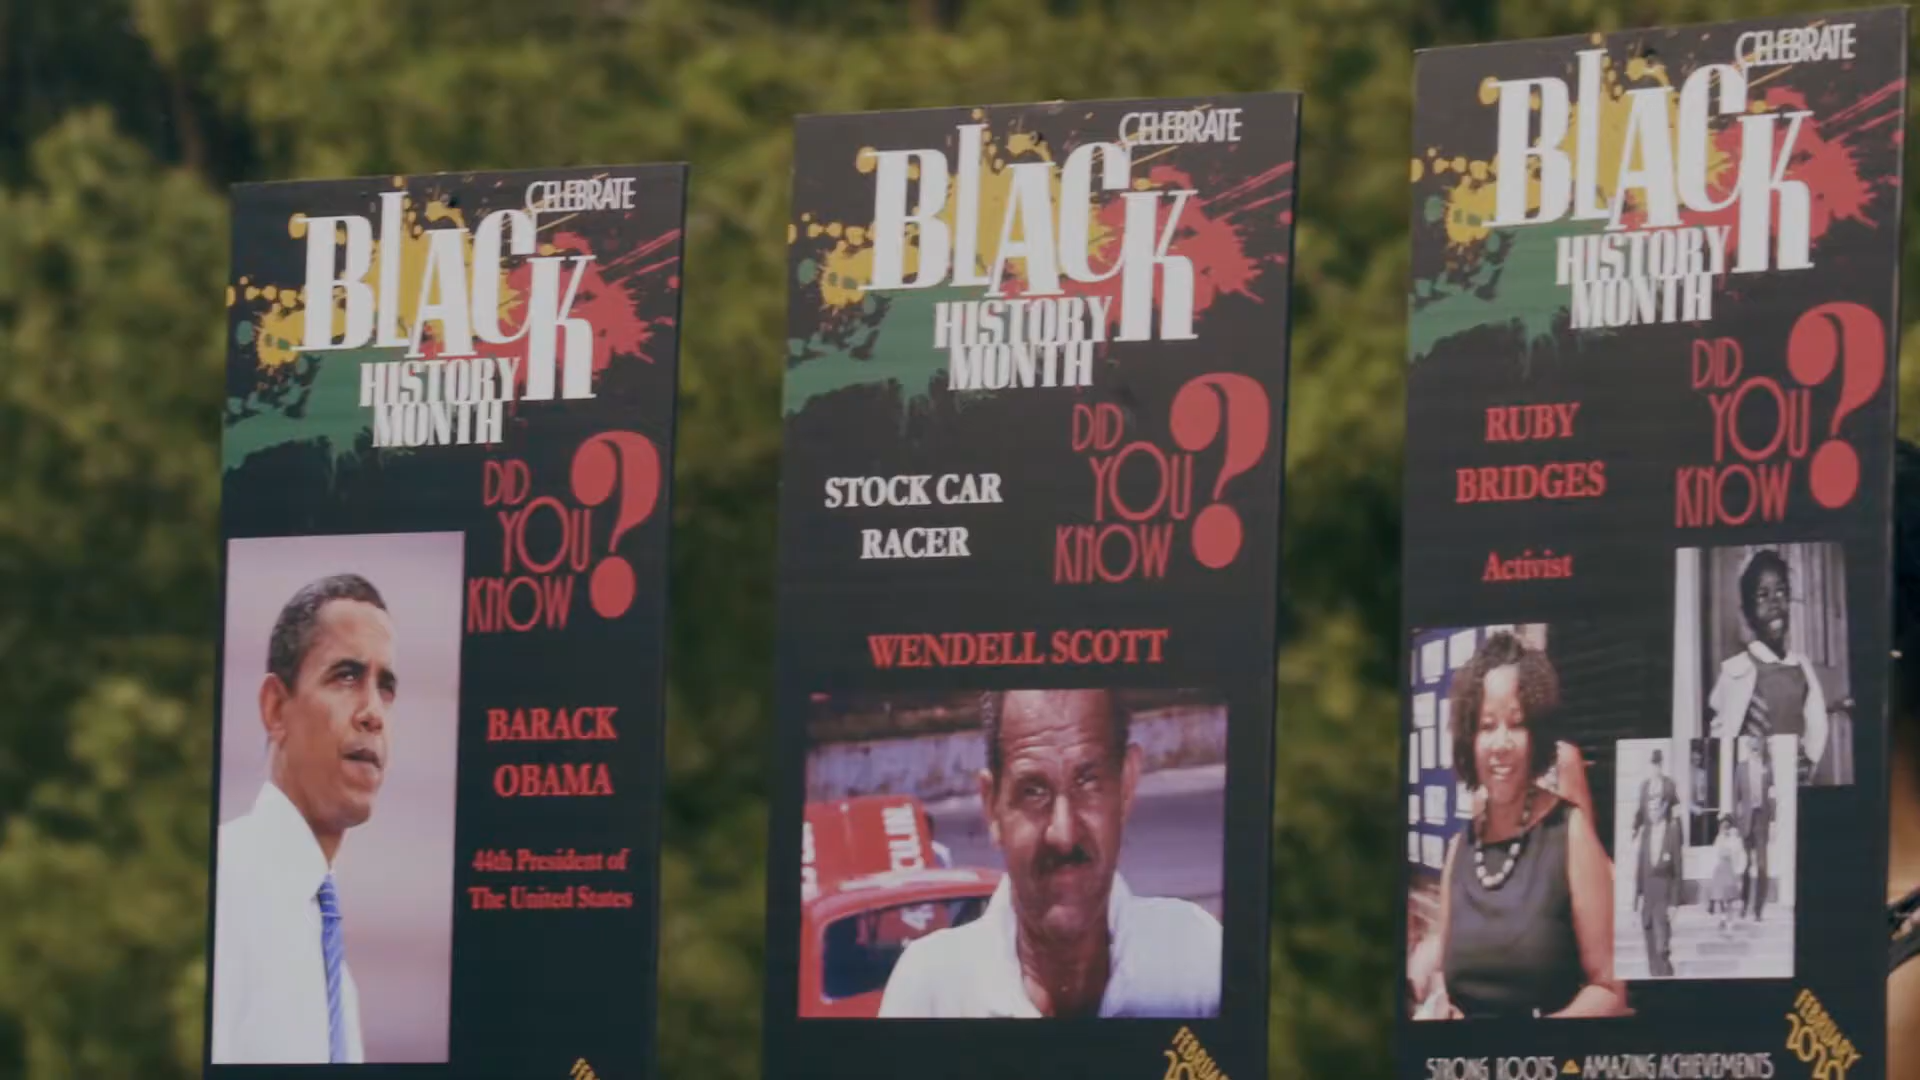 CELEBRATE
BLACK
HISTORY
MONTH
DID
YOU
KNOW
?
BARACK
OBAMA
44th President of
The United States
CELEBRATE
BLACK
HISTORY
MONTH
DID
YOU
KNOW
?
STOCK CAR
RACER
WENDELL SCOTT
CELEBRATE
BLACK
HISTORY
MONTH
DID
YOU
KNOW
?
RUBY
BRIDGES
Activist
FEBRUARY
STRONG ROOTS AMAZING ACHIEVEMENTS